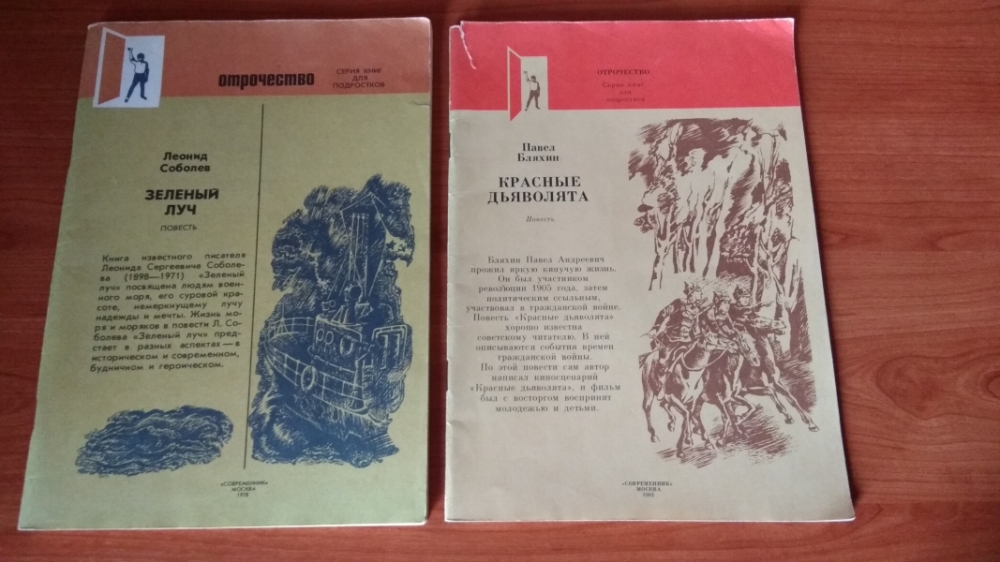 отрочество
СЕРИЯ КНИГ
ДЛЯ
ПОДРОСТКОВ
Леонид
Соболев
ЗЕЛЕНЫЙ
ЛУЧ
ПОВЕСТЬ
Книга известного писателя
Леонида Сергеевича Соболе-
ва (1898—1971) «Зеленый
луч» посвящена людям воен-
ного моря, его суровой кра-
соте, немеркнущему лучу
надежды и мечты. Жизнь мо-
ря и моряков в повести Л. Со-
болева «Зеленый луч» пред-
стает в разных аспектах — в
историческом и современном,
будничном и героическом.
«СОВРЕМЕННИК»
МОСКВА
1978
ОТРОЧЕСТВО
Серия книг
для
подростков
Павел
Бляхин
КРАСНЫЕ
ДЬЯВОЛЯТА
Повесть
Бляхин Павел Андреевич
прожил яркую кипучую жизнь.
Он был участником
революции 1905 года, затем
политическим ссыльным,
участвовал в гражданской войне.
Повесть «Красные дьяволята»
хорошо известна
советскому читателю. В ней
описываются события времен
гражданской войны.
По этой повести сам автор
написал киносценарий
«Красные дьяволята», и фильм
был с восторгом воспринят
молодежью и детьми.
«СОВРЕМЕННИК»
МОСКВА